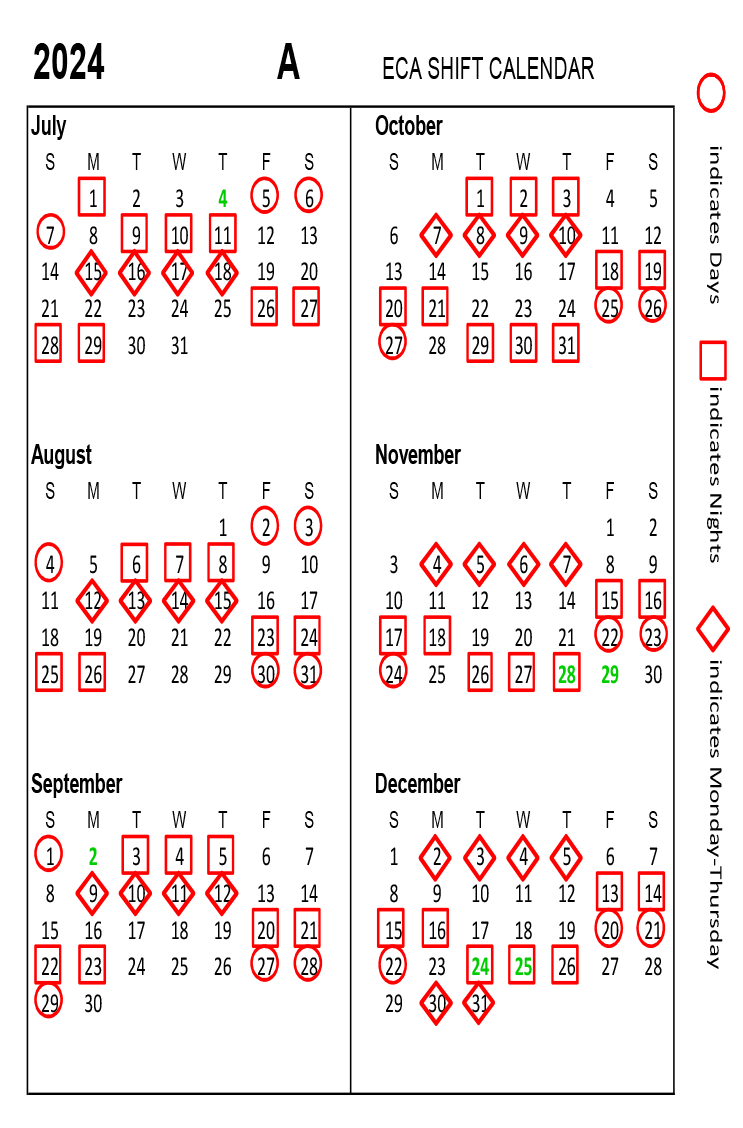 2024 A ECA SHIFT CALENDAR
July
S M T W T F S
1 2 3 4 5 6
7 8 9 10 11 12 13
14 15 16 17 18 19 20
21 22 23 24 25 26 27
28 29 30 31
August
S M T W T F S
1 2 3
4 5 6 7 8 9 10
11 12 13 14 15 16 17
18 19 20 21 22 23 24
25 26 27 28 29 30 31
September
S M T W T F S
1 2 3 4 5 6 7
8 9 10 11 12 13 14
15 16 17 18 19 20 21
22 23 24 25 26 27 28
29 30
October
S M T W T F S
1 2 3 4 5
6 7 8 9 10 11 12
13 14 15 16 17 18 19
20 21 22 23 24 25 26
27 28 29 30 31
November
S M T W T F S
1 2
3 4 5 6 7 8 9
10 11 12 13 14 15 16
17 18 19 20 21 22 23
24 25 26 27 28 29 30
December
S M T W T F S
1 2 3 4 5 6 7
8 9 10 11 12 13 14
15 16 17 18 19 20 21
22 23 24 25 26 27 28
29 30 31
indicates Days
indicates Nights
indicates Monday-Thursday